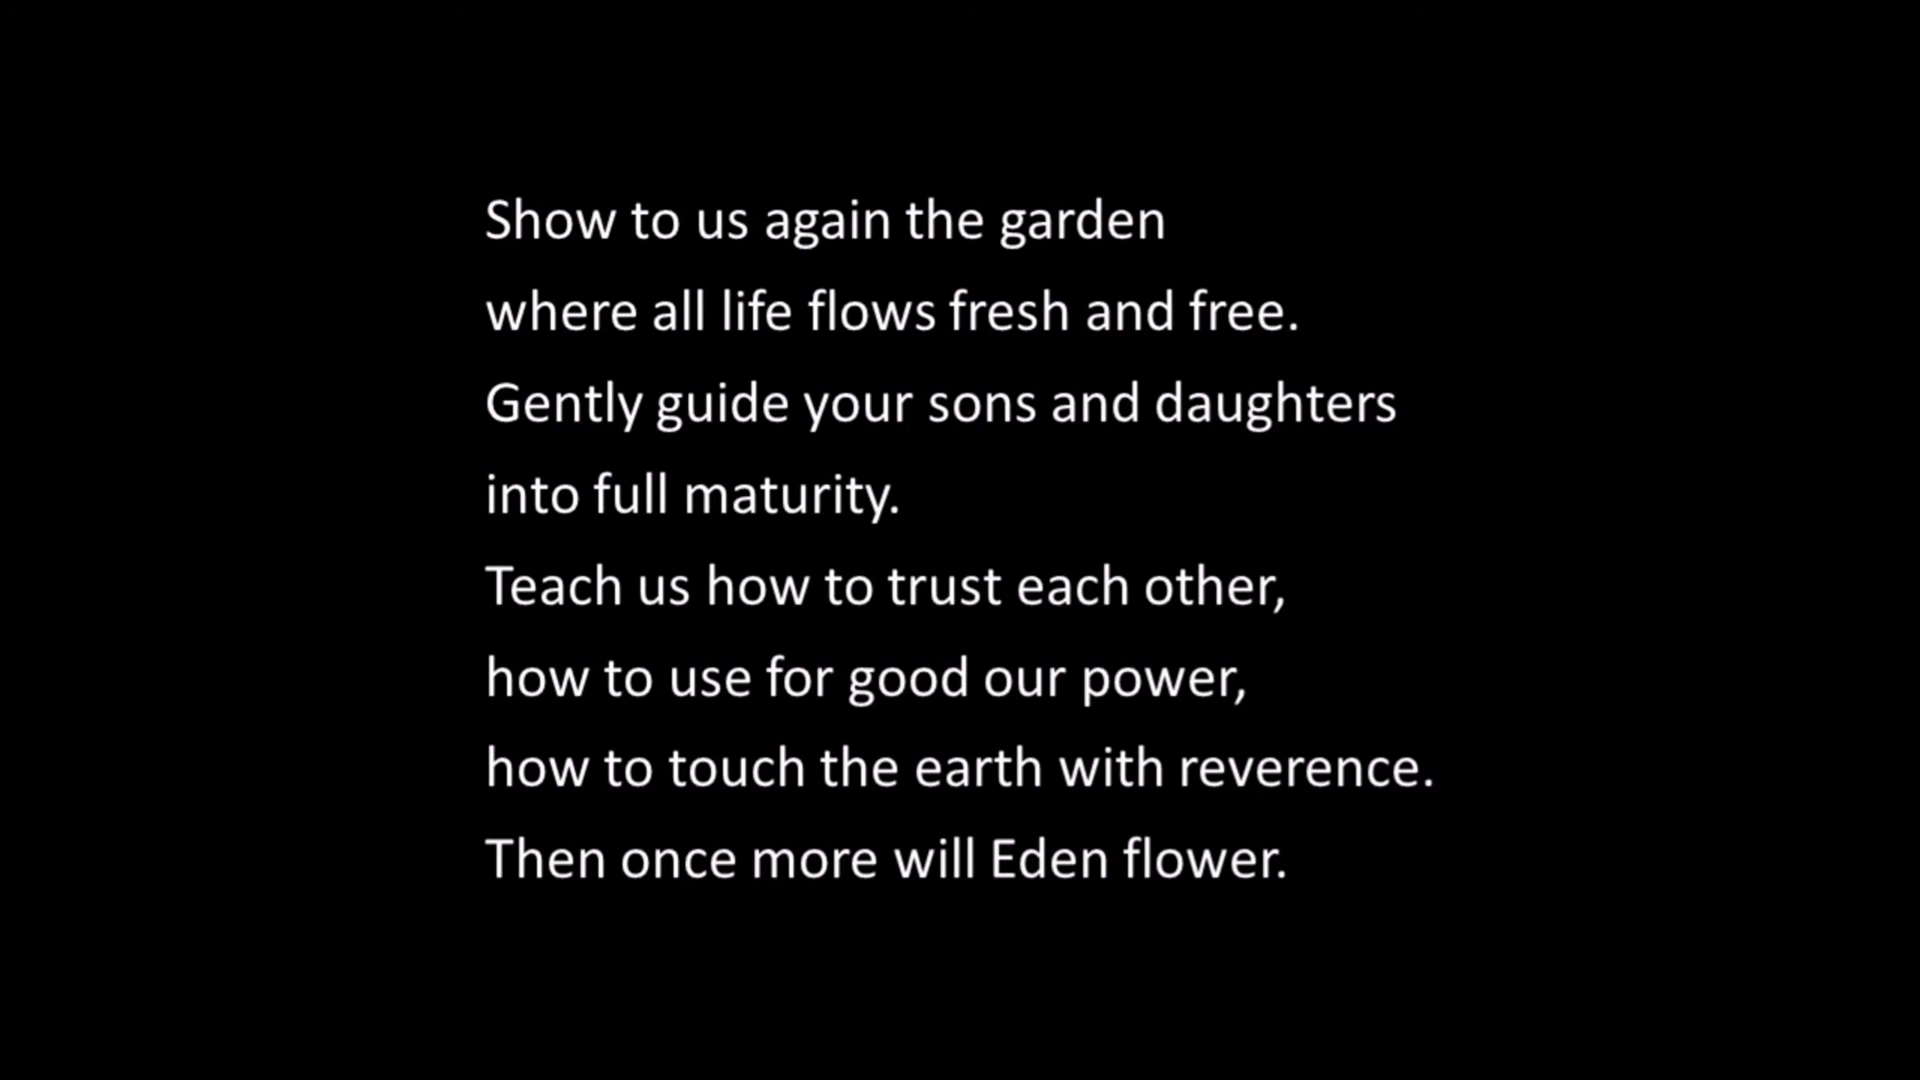 Show to us again the garden
where all life flows fresh and free.
Gently guide your sons and daughters
into full maturity.
Teach us how to trust each other,
how to use for good our power,
how to touch the earth with reverence.
Then once more will Eden flower.